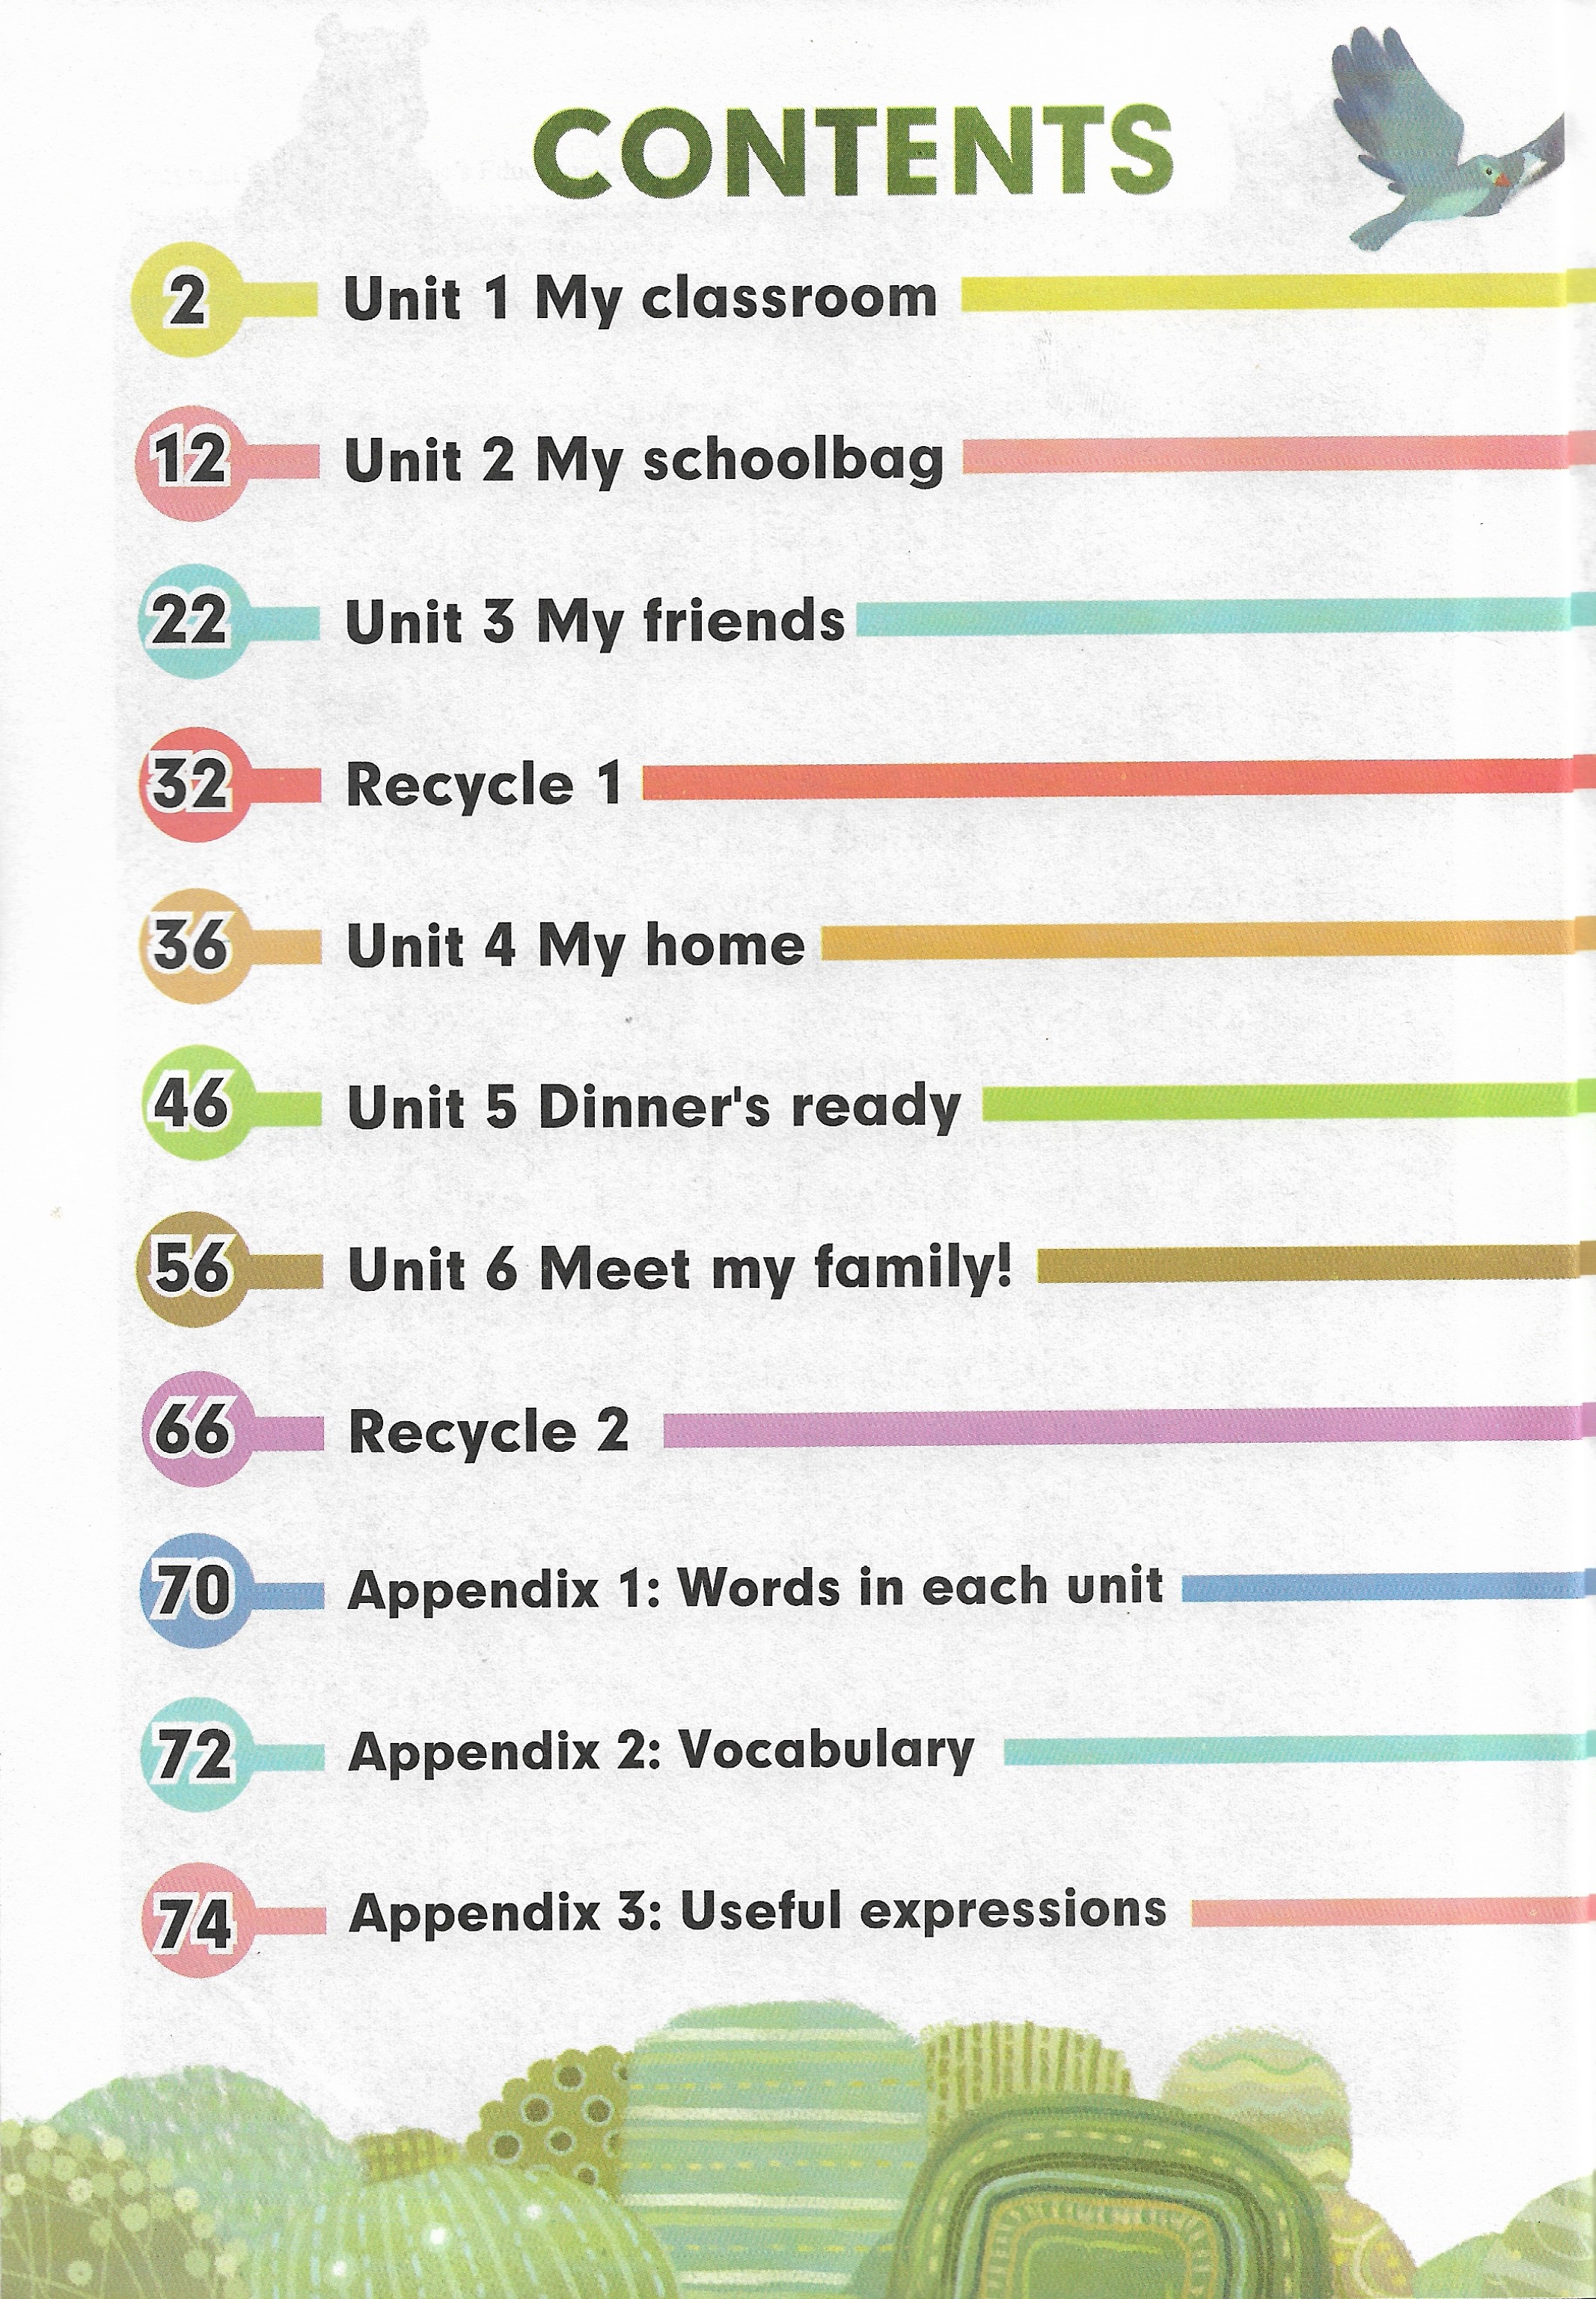 CONTENTS
2 Unit 1 My classroom
12 Unit 2 My schoolbag
22 Unit 3 My friends
32 Recycle 1
36 Unit 4 My home
46 Unit 5 Dinner's ready
56 Unit 6 Meet my family!
66 Recycle 2
70 Appendix 1: Words in each unit
72 Appendix 2: Vocabulary
74 Appendix 3: Useful expressions